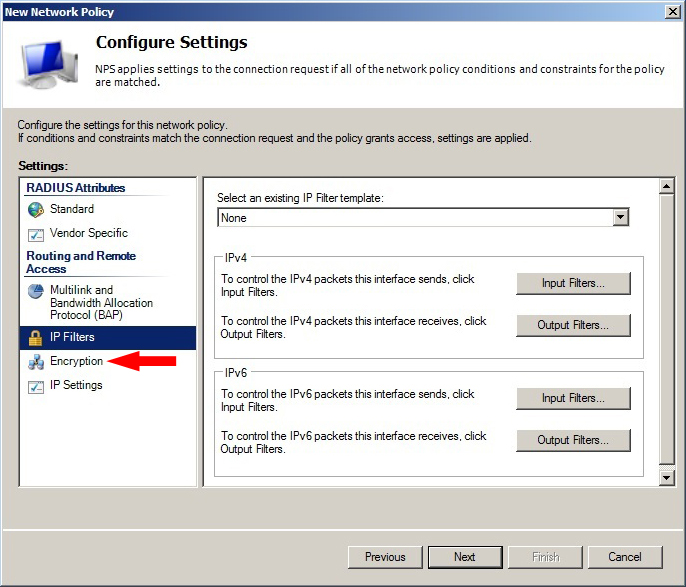 New Network Policy
Configure Settings
NPS applies settings to the connection request if all of the network policy conditions and constraints for the policy
are matched.
Configure the settings for this network policy.
If conditions and constraints match the connection request and the policy grants access, settings are applied.
Settings:
RADIUS Attributes
Standard
Vendor Specific
Routing and Remote
Access
Multilink and
Bandwidth Allocation
Protocol (BAP)
IP Filters
Encryption
IP Settings
Select an existing IP Filter template:
None
IPv4
To control the IPv4 packets this interface sends, click
Input Filters.
Input Filters...
To control the IPv4 packets this interface receives, click
Output Filters.
Output Filters...
IPv6
To control the IPv6 packets this interface sends, click
Input Filters.
Input Filters...
To control the IPv6 packets this interface receives, click
Output Filters.
Output Filters...
Previous
Next
Finish
Cancel